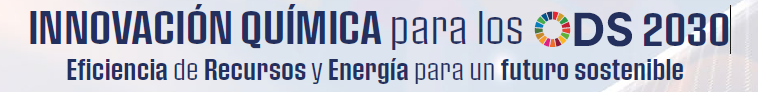 INNOVACIÓN QUÍMICA para los ODS 2030
Eficiencia de Recursos y Energía para un futuro sostenible